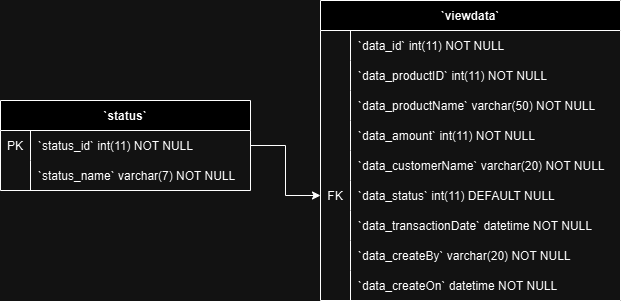 `status`
PK `status_id` int(11) NOT NULL
`status_name` varchar(7) NOT NULL
`viewdata`
`data_id` int(11) NOT NULL
`data_productID` int(11) NOT NULL
`data_productName` varchar(50) NOT NULL
`data_amount` int(11) NOT NULL
`data_customerName` varchar(20) NOT NULL
FK `data_status` int(11) DEFAULT NULL
`data_transactionDate` datetime NOT NULL
`data_createBy` varchar(20) NOT NULL
`data_createOn` datetime NOT NULL